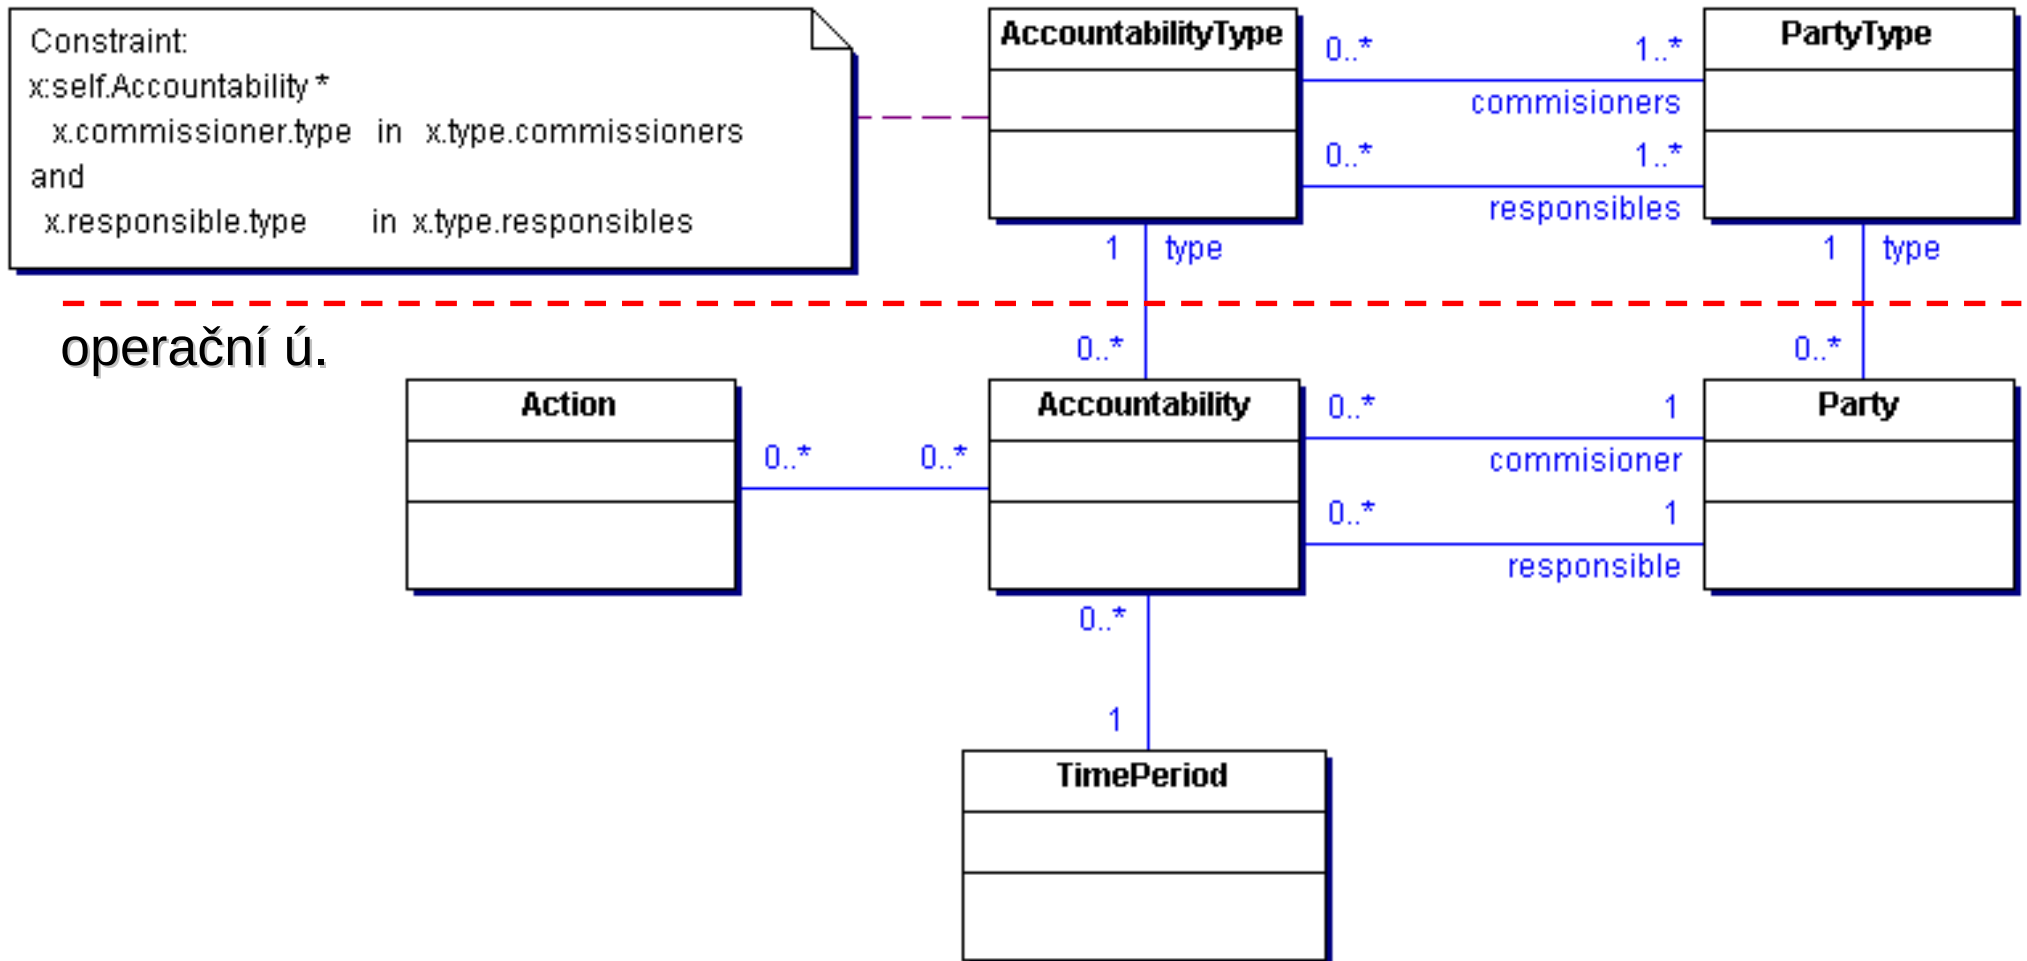 Constraint:
x:self.Accountability *
x.commissioner.type in x.type.commissioners
and
x.responsible.type in x.type.responsibles
AccountabilityType
PartyType
0..* 1..*
commisioners
0..* 1..*
responsibles
1 type
1 type
operační ú.
0..*
0..*
Action
Accountability
Party
0..* 0..*
0..* 1
commisioner
0..* 1
responsible
0..*
1
TimePeriod